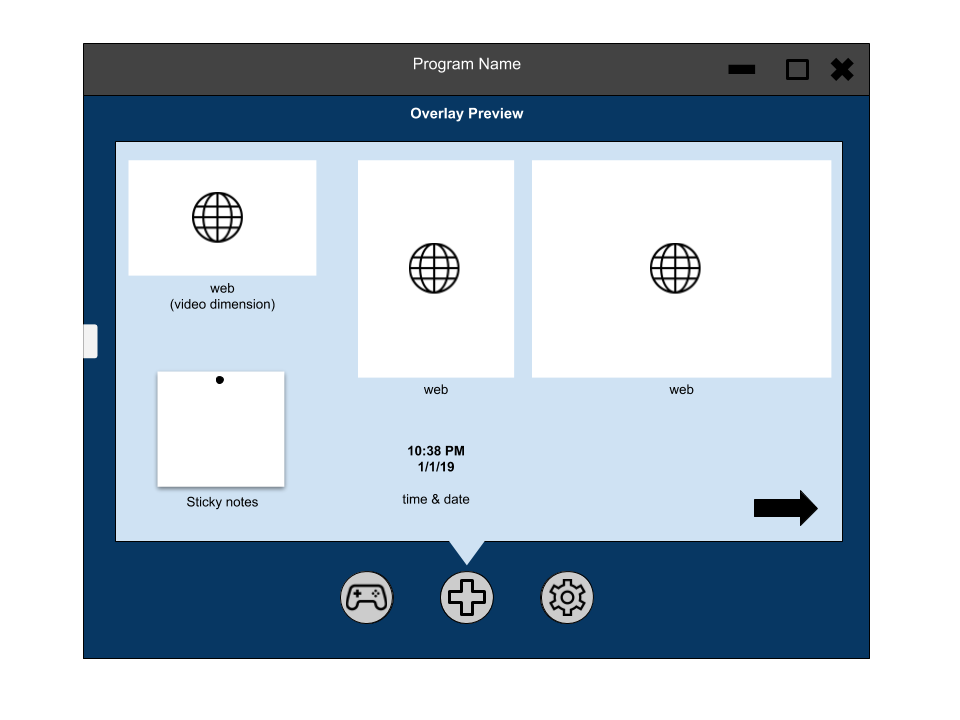 Program Name
Overlay Preview
web
(video dimension)
web
web
Sticky notes
10:38 PM
1/1/19
time & date